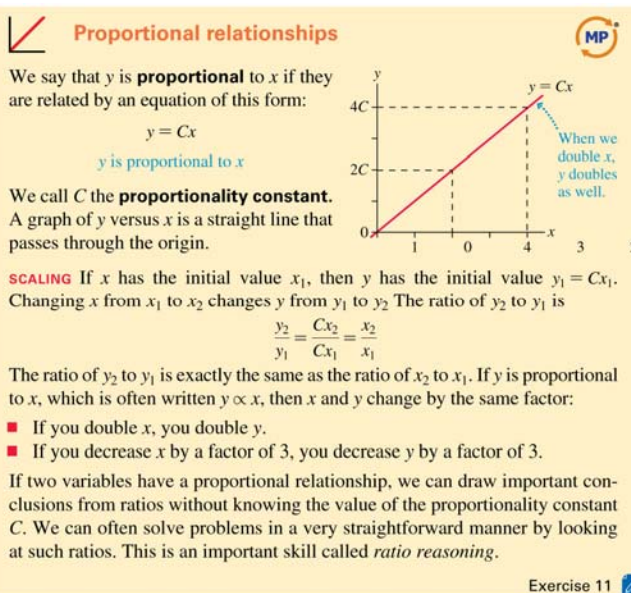 Proportional relationships
MP
We say that y is proportional to x if they
are related by an equation of this form:
y = Cx
y is proportional to x
We call C the proportionality constant.
A graph of y versus x is a straight line that
passes through the origin.
y
4C
2C
0
1 0 4 3
x
y = Cx
When we
double x,
y doubles
as well.
SCALING If x has the initial value x₁, then y has the initial value y₁ = Cx₁.
Changing x from x₁ to x₂ changes y from y₁ to y₂ The ratio of y₂ to y₁ is
y₂/y₁ = Cx₂/Cx₁ = x₂/x₁
The ratio of y₂ to y₁ is exactly the same as the ratio of x₂ to x₁. If y is proportional
to x, which is often written y ∝ x, then x and y change by the same factor:
■ If you double x, you double y.
■ If you decrease x by a factor of 3, you decrease y by a factor of 3.
If two variables have a proportional relationship, we can draw important con-
clusions from ratios without knowing the value of the proportionality constant
C. We can often solve problems in a very straightforward manner by looking
at such ratios. This is an important skill called ratio reasoning.
Exercise 11